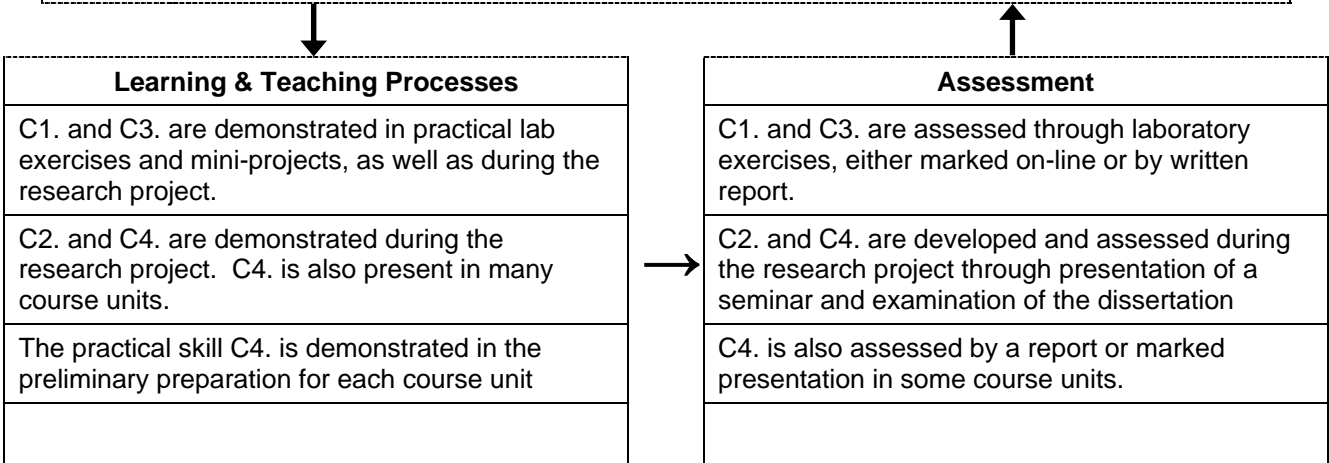 Learning & Teaching Processes
C1. and C3. are demonstrated in practical lab
exercises and mini-projects, as well as during the
research project.
C2. and C4. are demonstrated during the
research project.  C4. is also present in many
course units.
The practical skill C4. is demonstrated in the
preliminary preparation for each course unit
Assessment
C1. and C3. are assessed through laboratory
exercises, either marked on-line or by written
report.
C2. and C4. are developed and assessed during
the research project through presentation of a
seminar and examination of the dissertation
C4. is also assessed by a report or marked
presentation in some course units.